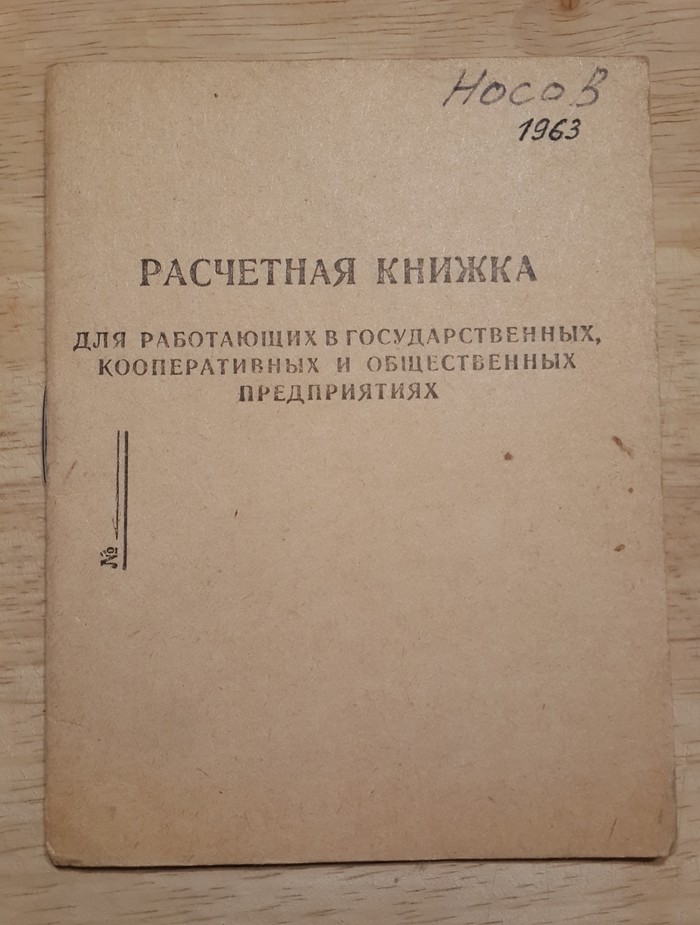 Носов
1963
РАСЧЕТНАЯ КНИЖКА
ДЛЯ РАБОТАЮЩИХ В ГОСУДАРСТВЕННЫХ,
КООПЕРАТИВНЫХ И ОБЩЕСТВЕННЫХ
ПРЕДПРИЯТИЯХ
№